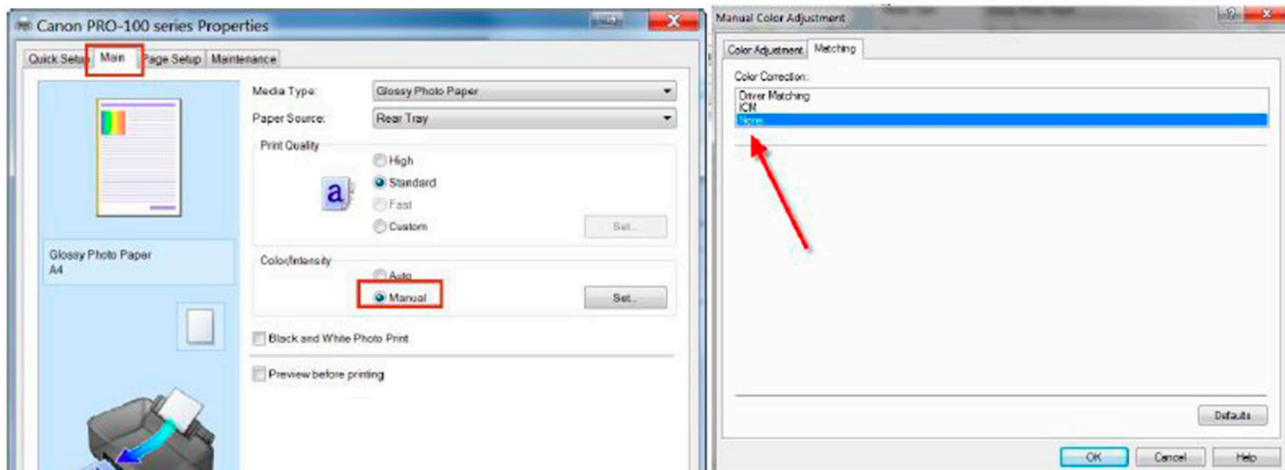 Canon PRO-100 series Properties
Quick Setup Main Page Setup Maintenance
Media Type: Glossy Photo Paper
Paper Source: Rear Tray
Print Quality
High
Standard
Fast
Custom
Set...
Glossy Photo Paper
A4
Color/Intensity
Auto
Manual
Set...
Black and White Photo Print
Preview before printing
a
Manual Color Adjustment
Color Adjustment Matching
Color Correction:
Driver Matching
ICM
None
Defaults
OK Cancel Help